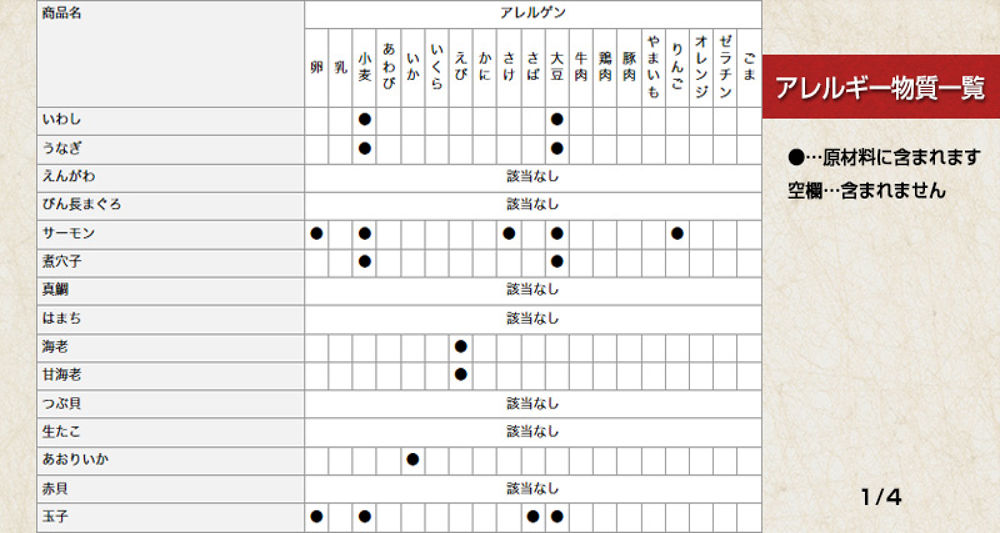 商品名 アレルゲン
卵 乳 小麦 あわび いか いくら えび かに さけ さば 大豆 牛肉 鶏肉 豚肉 やまいも りんご オレンジ ゼラチン ごま
いわし ● ●
うなぎ ● ●
えんがわ 該当なし
びん長まぐろ 該当なし
サーモン ● ● ● ● ●
煮穴子 ● ●
真鯛 該当なし
はまち 該当なし
海老 ●
甘海老 ●
つぶ貝 該当なし
生たこ 該当なし
あおりいか ●
赤貝 該当なし
玉子 ● ● ● ●
アレルギー物質一覧
●…原材料に含まれます
空欄…含まれません
1/4